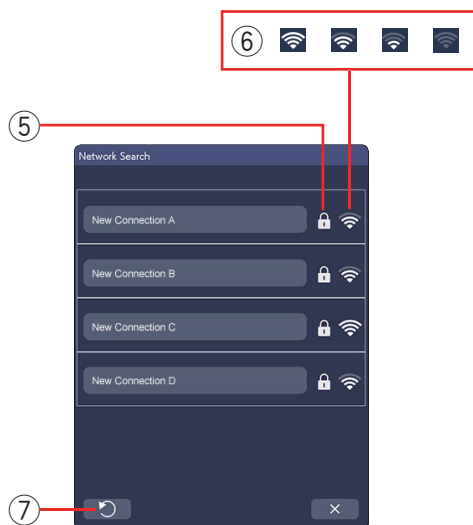 ⑥
⑤
Network Search
New Connection A
New Connection B
New Connection C
New Connection D
⑦